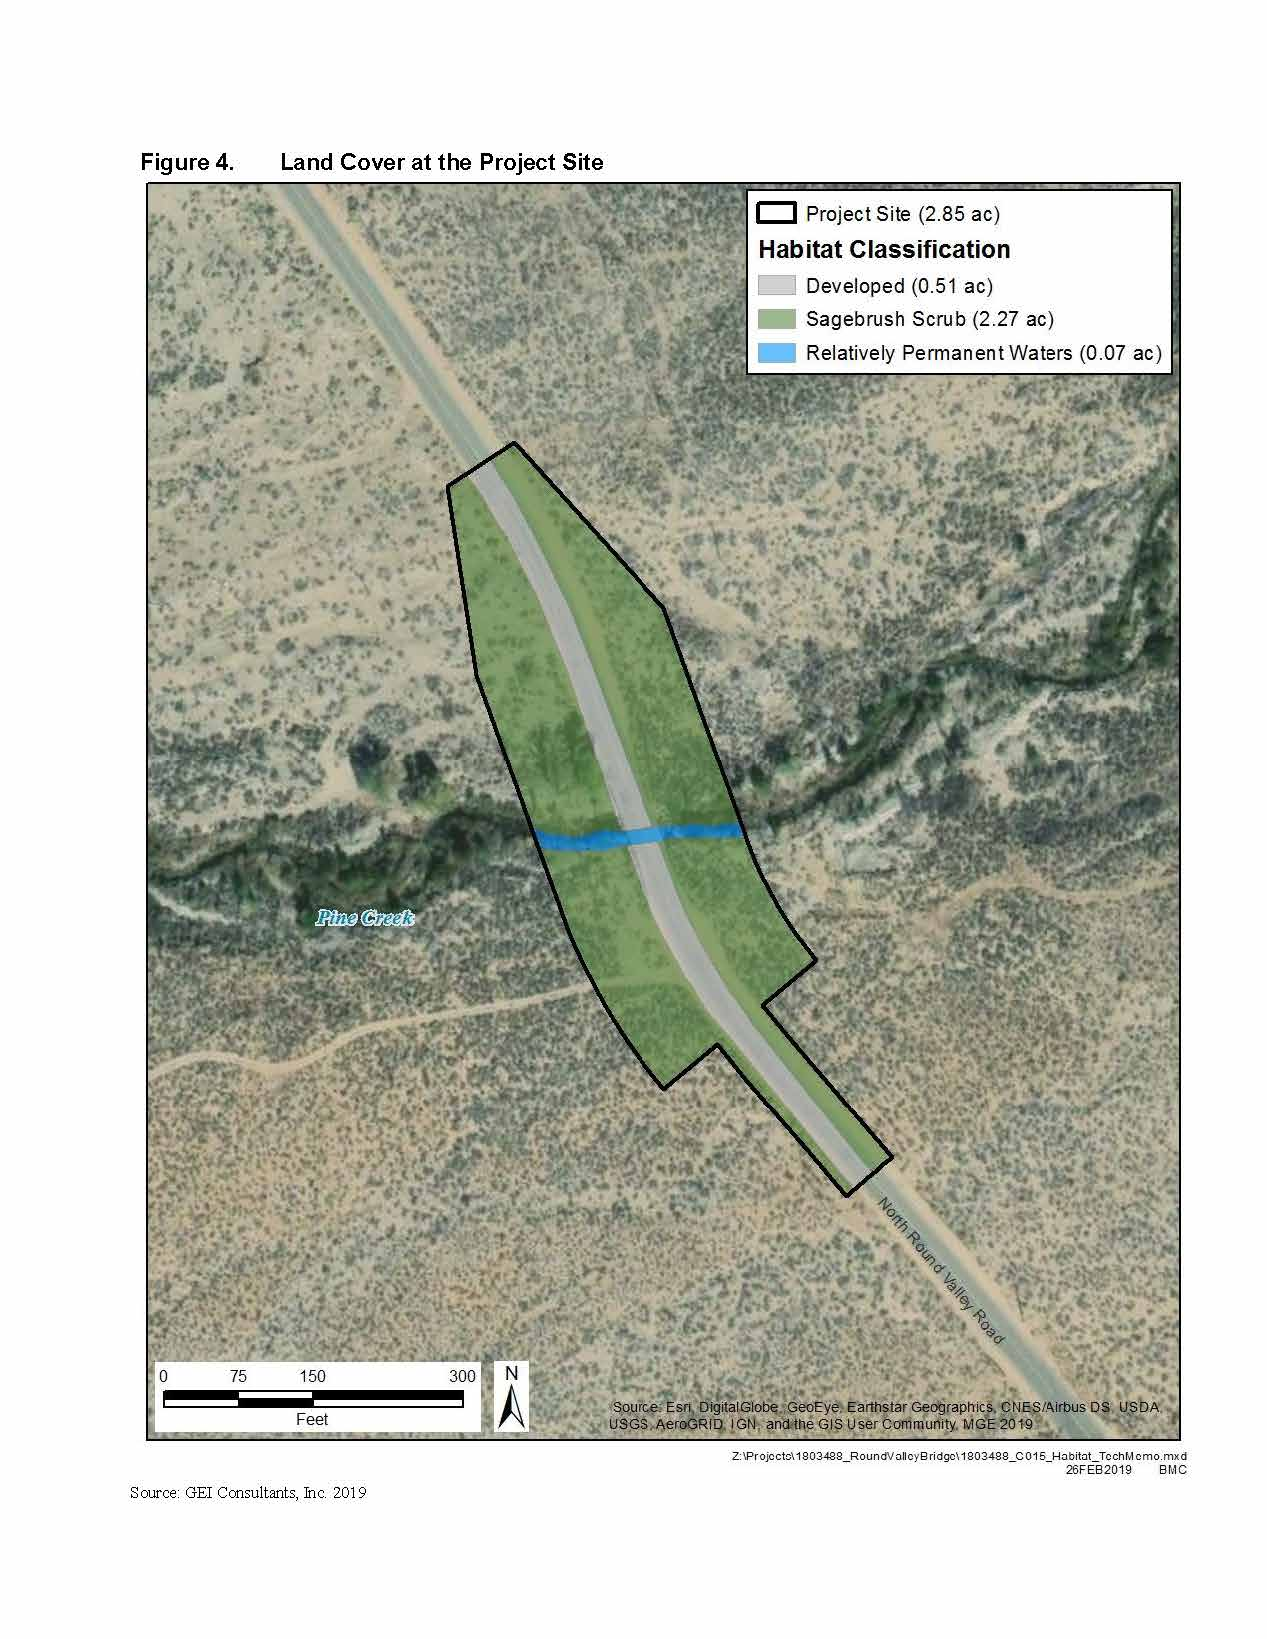 Figure 4. Land Cover at the Project Site
Project Site (2.85 ac)
Habitat Classification
Developed (0.51 ac)
Sagebrush Scrub (2.27 ac)
Relatively Permanent Waters (0.07 ac)
Pine Creek
North Round Valley Road
0 75 150 300
Feet
N
Source: Esri, DigitalGlobe, GeoEye, Earthstar Geographics, CNES/Airbus DS, USDA,
USGS, AeroGRID, IGN, and the GIS User Community, MGE 2019
Z:\Projects\1803488_RoundValleyBridge\1803488_C015_Habitat_TechMemo.mxd
26FEB2019 BMC
Source: GEI Consultants, Inc. 2019